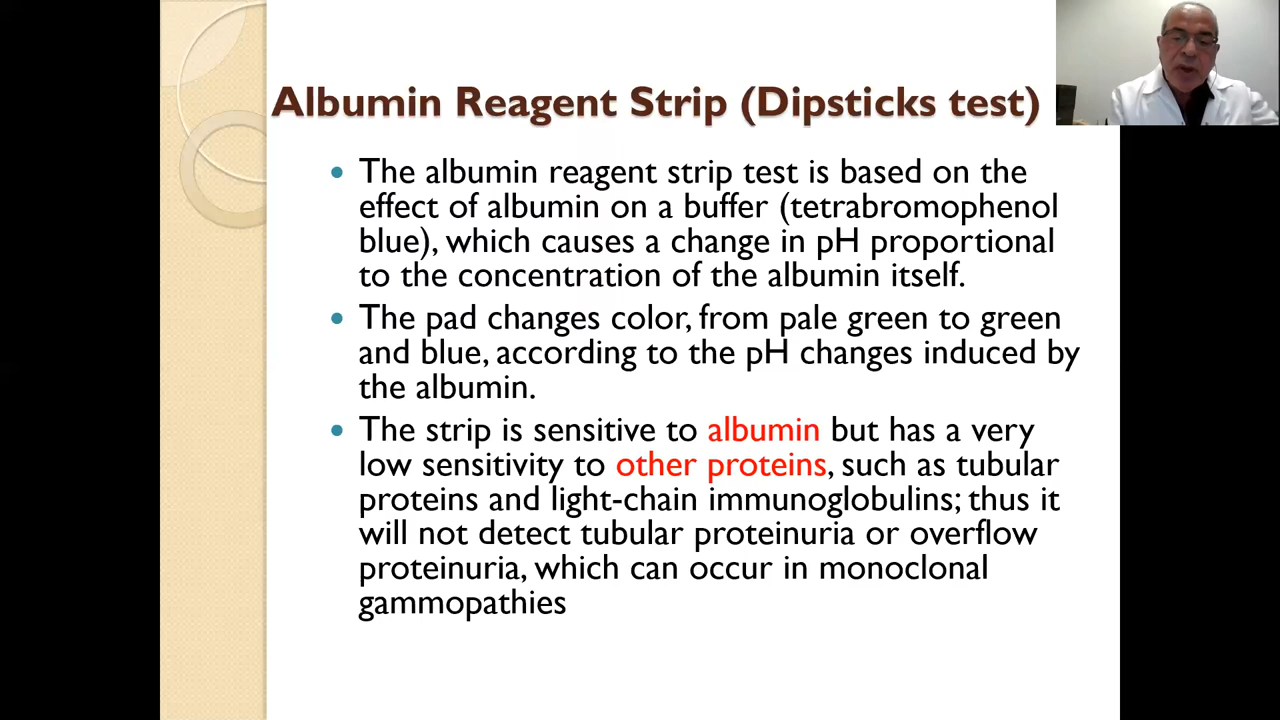 Albumin Reagent Strip (Dipsticks test)
The albumin reagent strip test is based on the
effect of albumin on a buffer (tetrabromophenol
blue), which causes a change in pH proportional
to the concentration of the albumin itself.
The pad changes color, from pale green to green
and blue, according to the pH changes induced by
the albumin.
The strip is sensitive to albumin but has a very
low sensitivity to other proteins, such as tubular
proteins and light-chain immunoglobulins; thus it
will not detect tubular proteinuria or overflow
proteinuria, which can occur in monoclonal
gammopathies